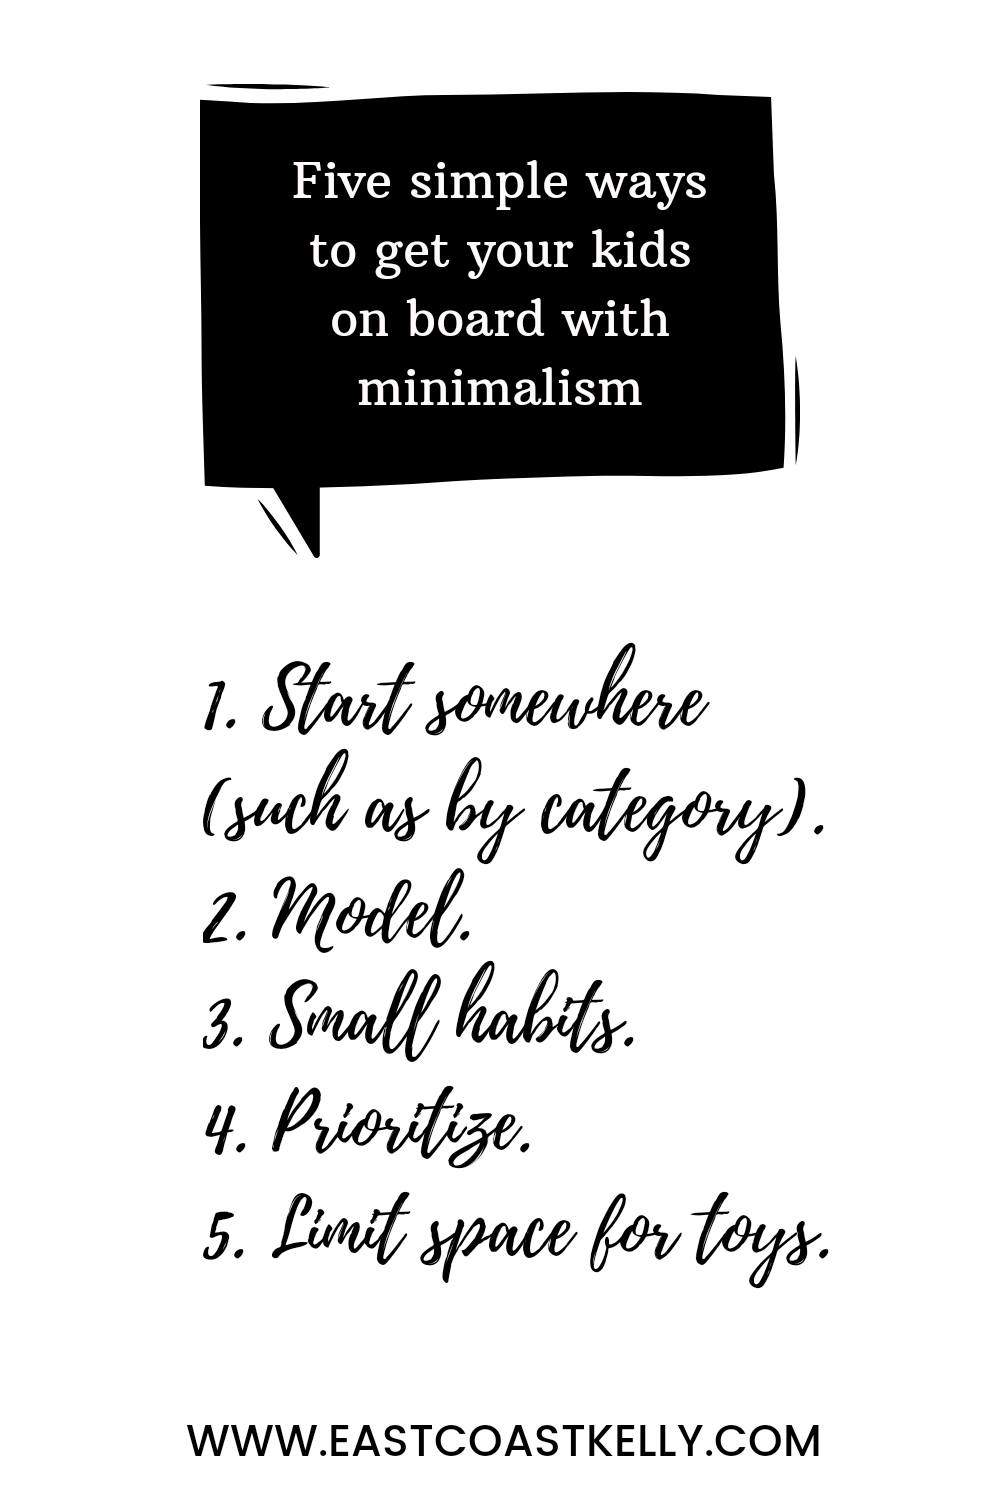 Five simple ways
to get your kids
on board with
minimalism
1. Start somewhere
(such as by category).
2. Model.
3. Small habits.
4. Prioritize.
5. Limit space for toys.
WWW.EASTCOASTKELLY.COM